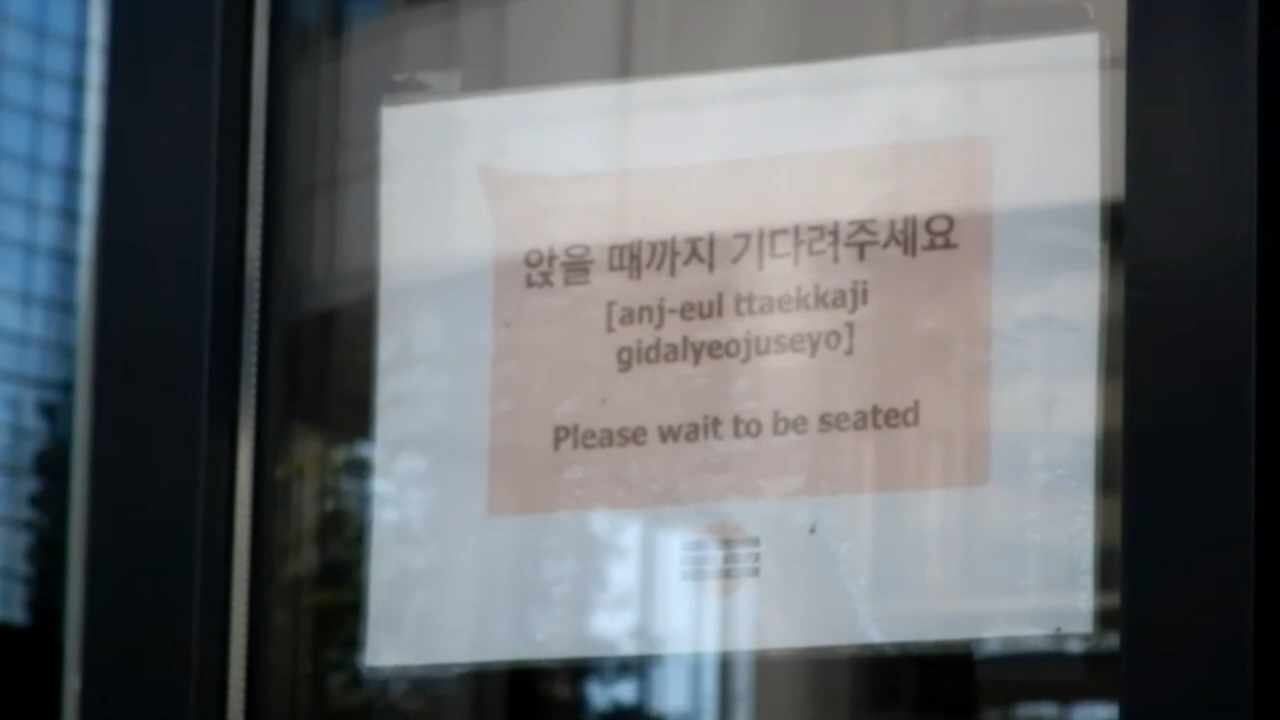 앉을 때까지 기다려주세요
[anj-eul ttaekkaji
gidalyeojuseyo]
Please wait to be seated